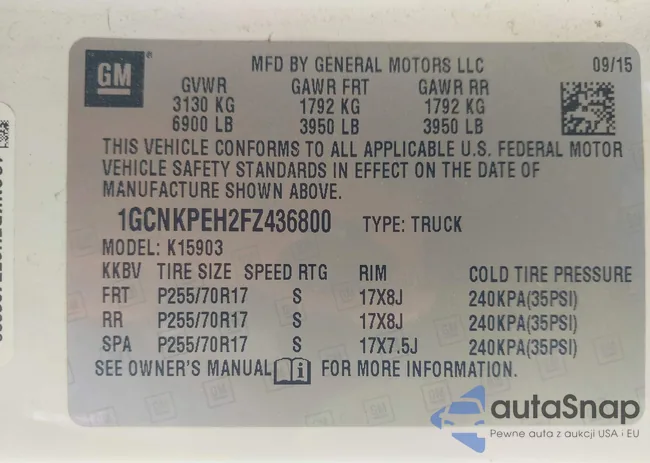 GM
MFD BY GENERAL MOTORS LLC 09/15
GVWR GAWR FRT GAWR RR
3130 KG 1792 KG 1792 KG
6900 LB 3950 LB 3950 LB
THIS VEHICLE CONFORMS TO ALL APPLICABLE U.S. FEDERAL MOTOR
VEHICLE SAFETY STANDARDS IN EFFECT ON THE DATE OF
MANUFACTURE SHOWN ABOVE.
1GCNKPEH2FZ436800 TYPE: TRUCK
MODEL: K15903
KKBV TIRE SIZE SPEED RTG RIM COLD TIRE PRESSURE
FRT P255/70R17 S 17X8J 240KPA(35PSI)
RR P255/70R17 S 17X8J 240KPA(35PSI)
SPA P255/70R17 S 17X7.5J 240KPA(35PSI)
SEE OWNER'S MANUAL i FOR MORE INFORMATION.
autaSnap
Pewne auta z aukcji USA i EU